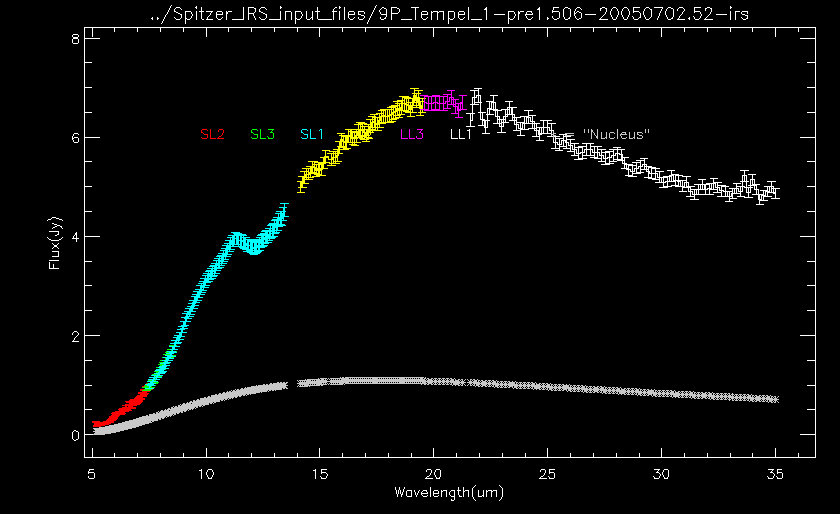 ../Spitzer_IRS_input_files/9P_Tempel_1-pre1.506-20050702.52-irs
8
6
4
2
0
Flux(Jy)
SL2 SL3 SL1 LL3 LL1 "Nucleus"
5 10 15 20 25 30 35
Wavelength(um)